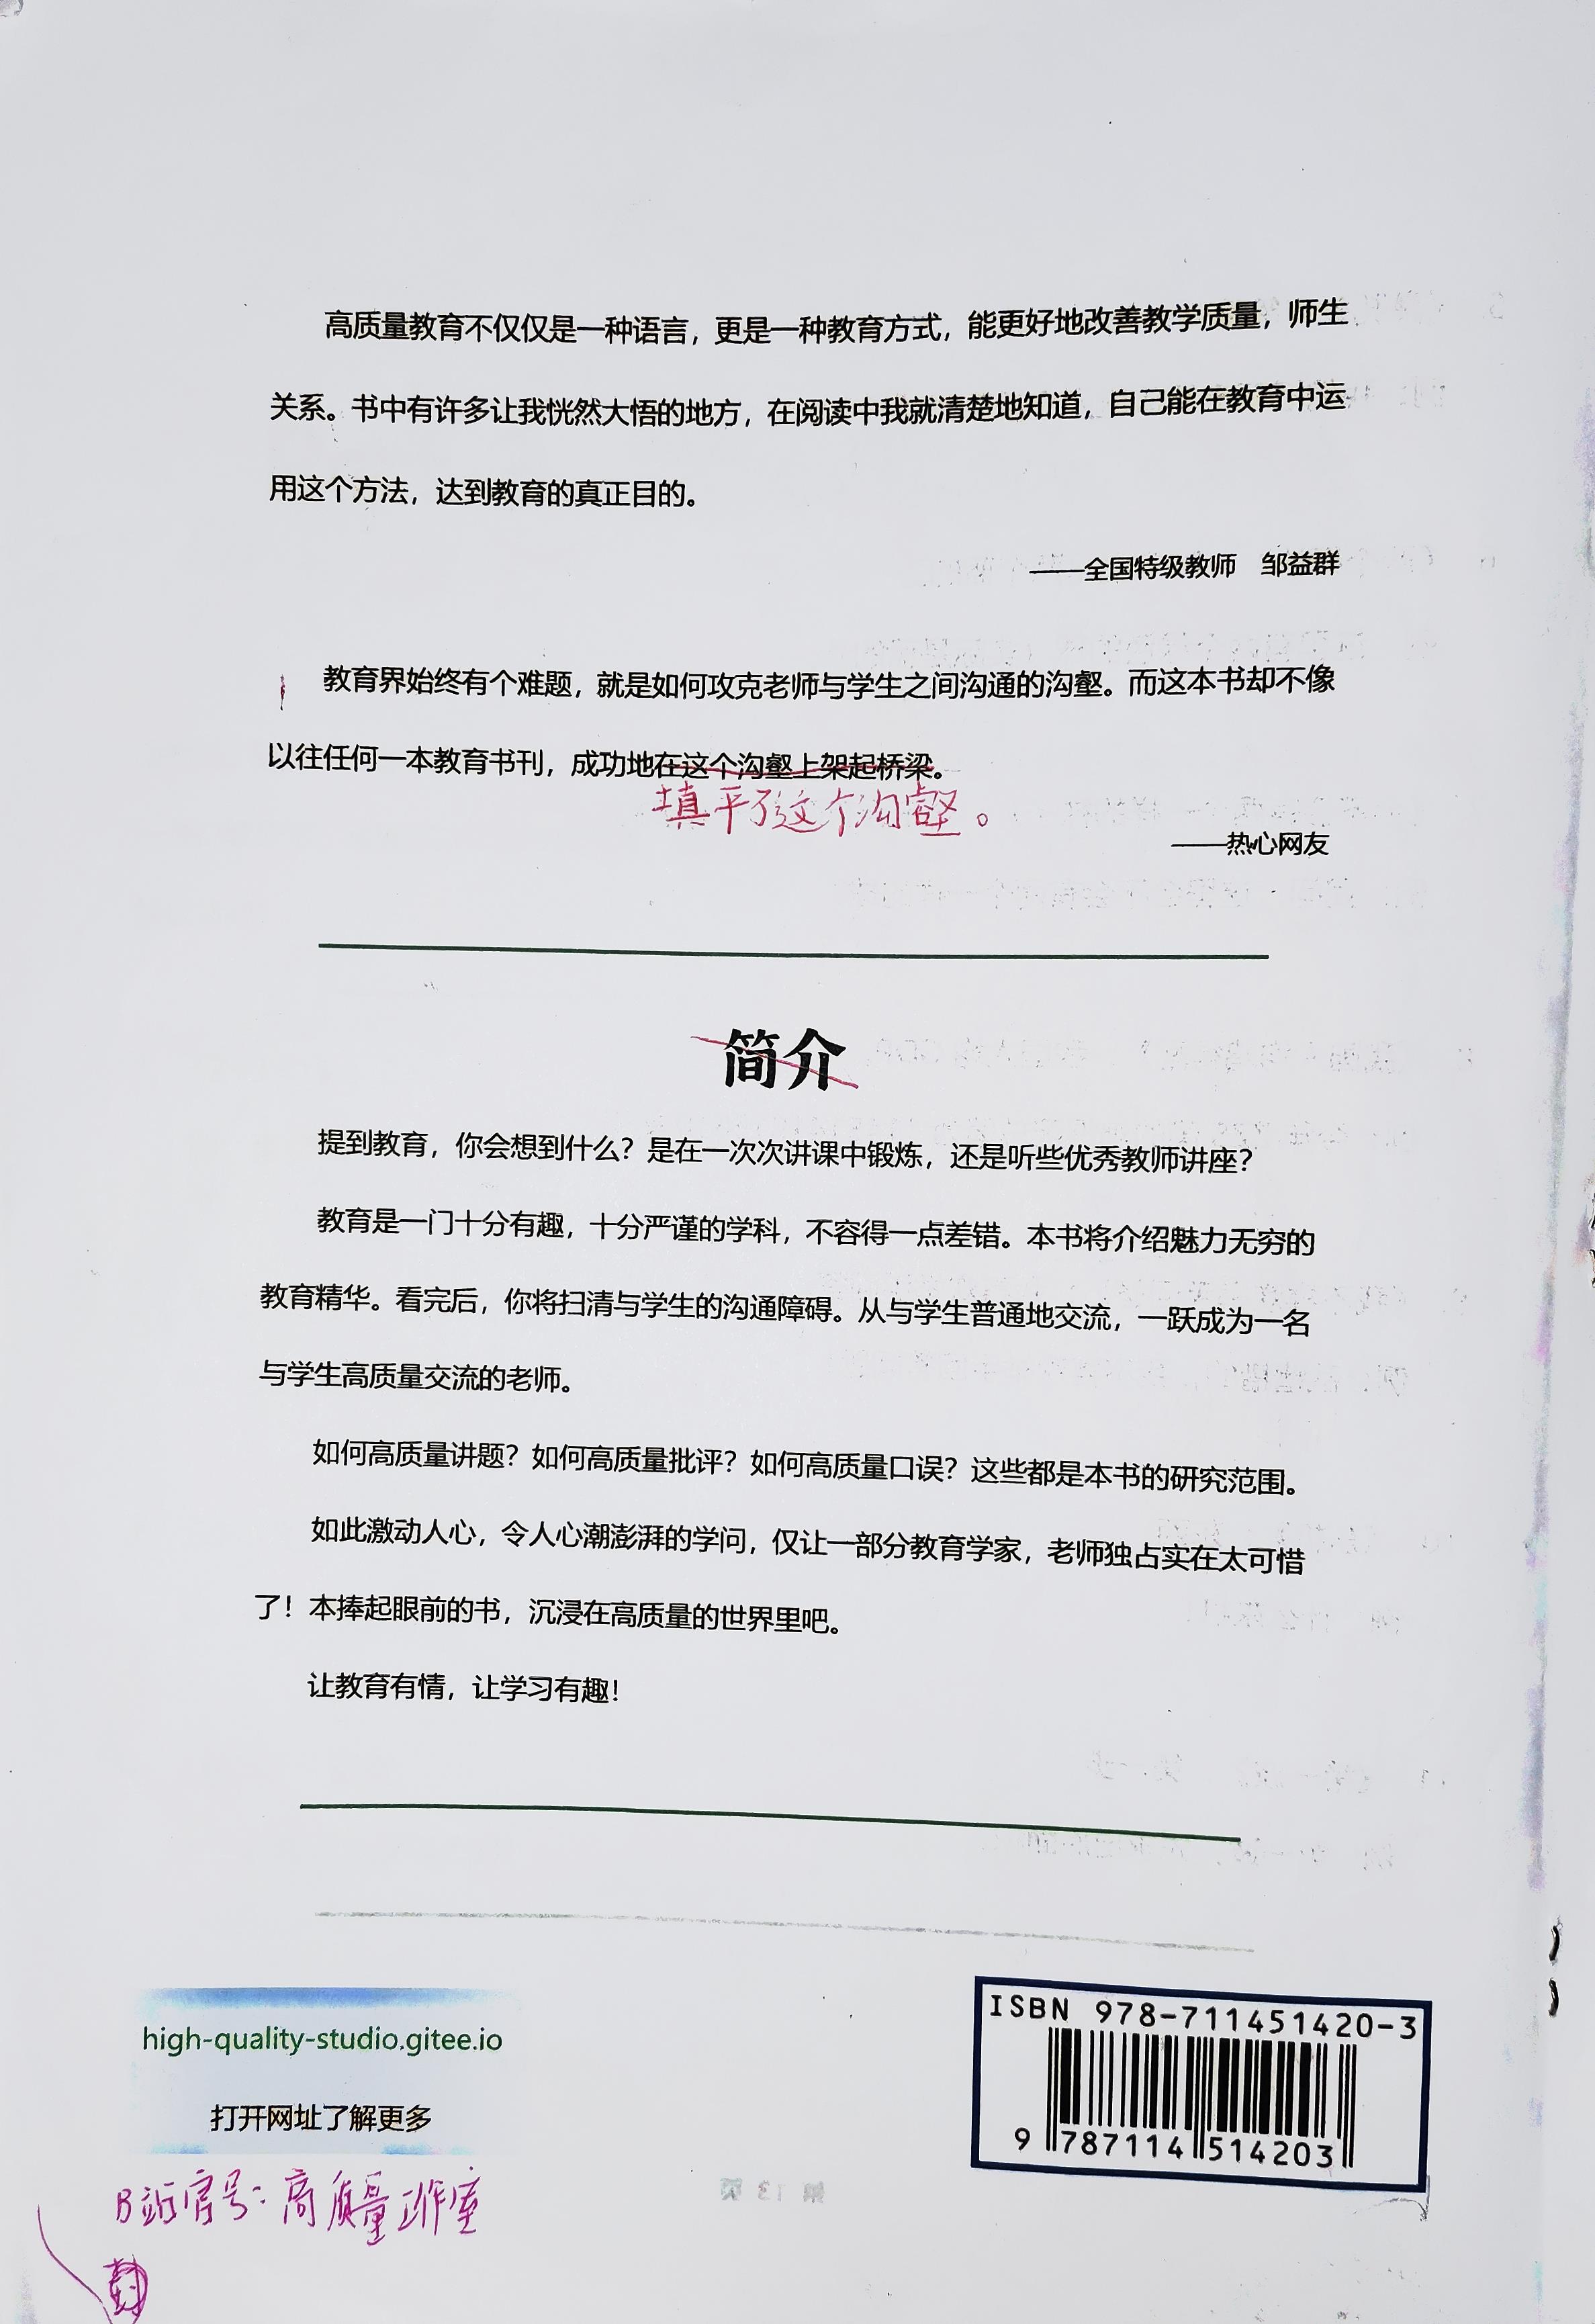 高质量教育不仅仅是一种语言，更是一种教育方式，能更好地改善教学质量，师生
关系。书中有许多让我恍然大悟的地方，在阅读中我就清楚地知道，自己能在教育中运
用这个方法，达到教育的真正目的。
——全国特级教师　邹益群
教育界始终有个难题，就是如何攻克老师与学生之间沟通的沟壑。而这本书却不像
以往任何一本教育书刊，成功地在这个沟壑上架起桥梁。
填平了这个沟壑。
——热心网友
简介
提到教育，你会想到什么？是在一次次讲课中锻炼，还是听些优秀教师讲座？
教育是一门十分有趣，十分严谨的学科，不容得一点差错。本书将介绍魅力无穷的
教育精华。看完后，你将扫清与学生的沟通障碍。从与学生普通地交流，一跃成为一名
与学生高质量交流的老师。
如何高质量讲题？如何高质量批评？如何高质量口误？这些都是本书的研究范围。
如此激动人心，令人心潮澎湃的学问，仅让一部分教育学家，老师独占实在太可惜
了！本捧起眼前的书，沉浸在高质量的世界里吧。
让教育有情，让学习有趣！
high-quality-studio.gitee.io
打开网址了解更多
ISBN 978-711451420-3
9 787114 514203
B站官号：高质量工作室
封
第 13 页